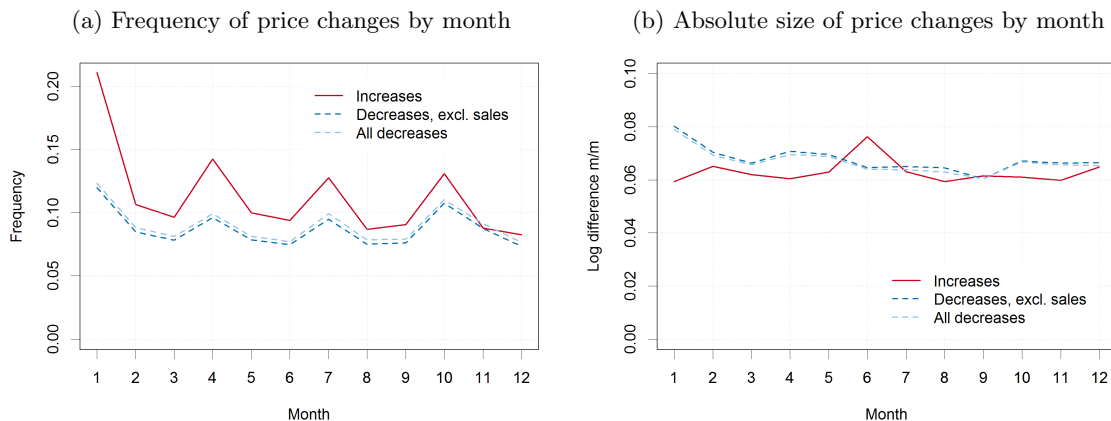 (a) Frequency of price changes by month
Frequency
0.20
0.15
0.10
0.05
0.00
Increases
Decreases, excl. sales
All decreases
1 2 3 4 5 6 7 8 9 10 11 12
Month
(b) Absolute size of price changes by month
Log difference m/m
0.10
0.08
0.06
0.04
0.02
0.00
Increases
Decreases, excl. sales
All decreases
1 2 3 4 5 6 7 8 9 10 11 12
Month